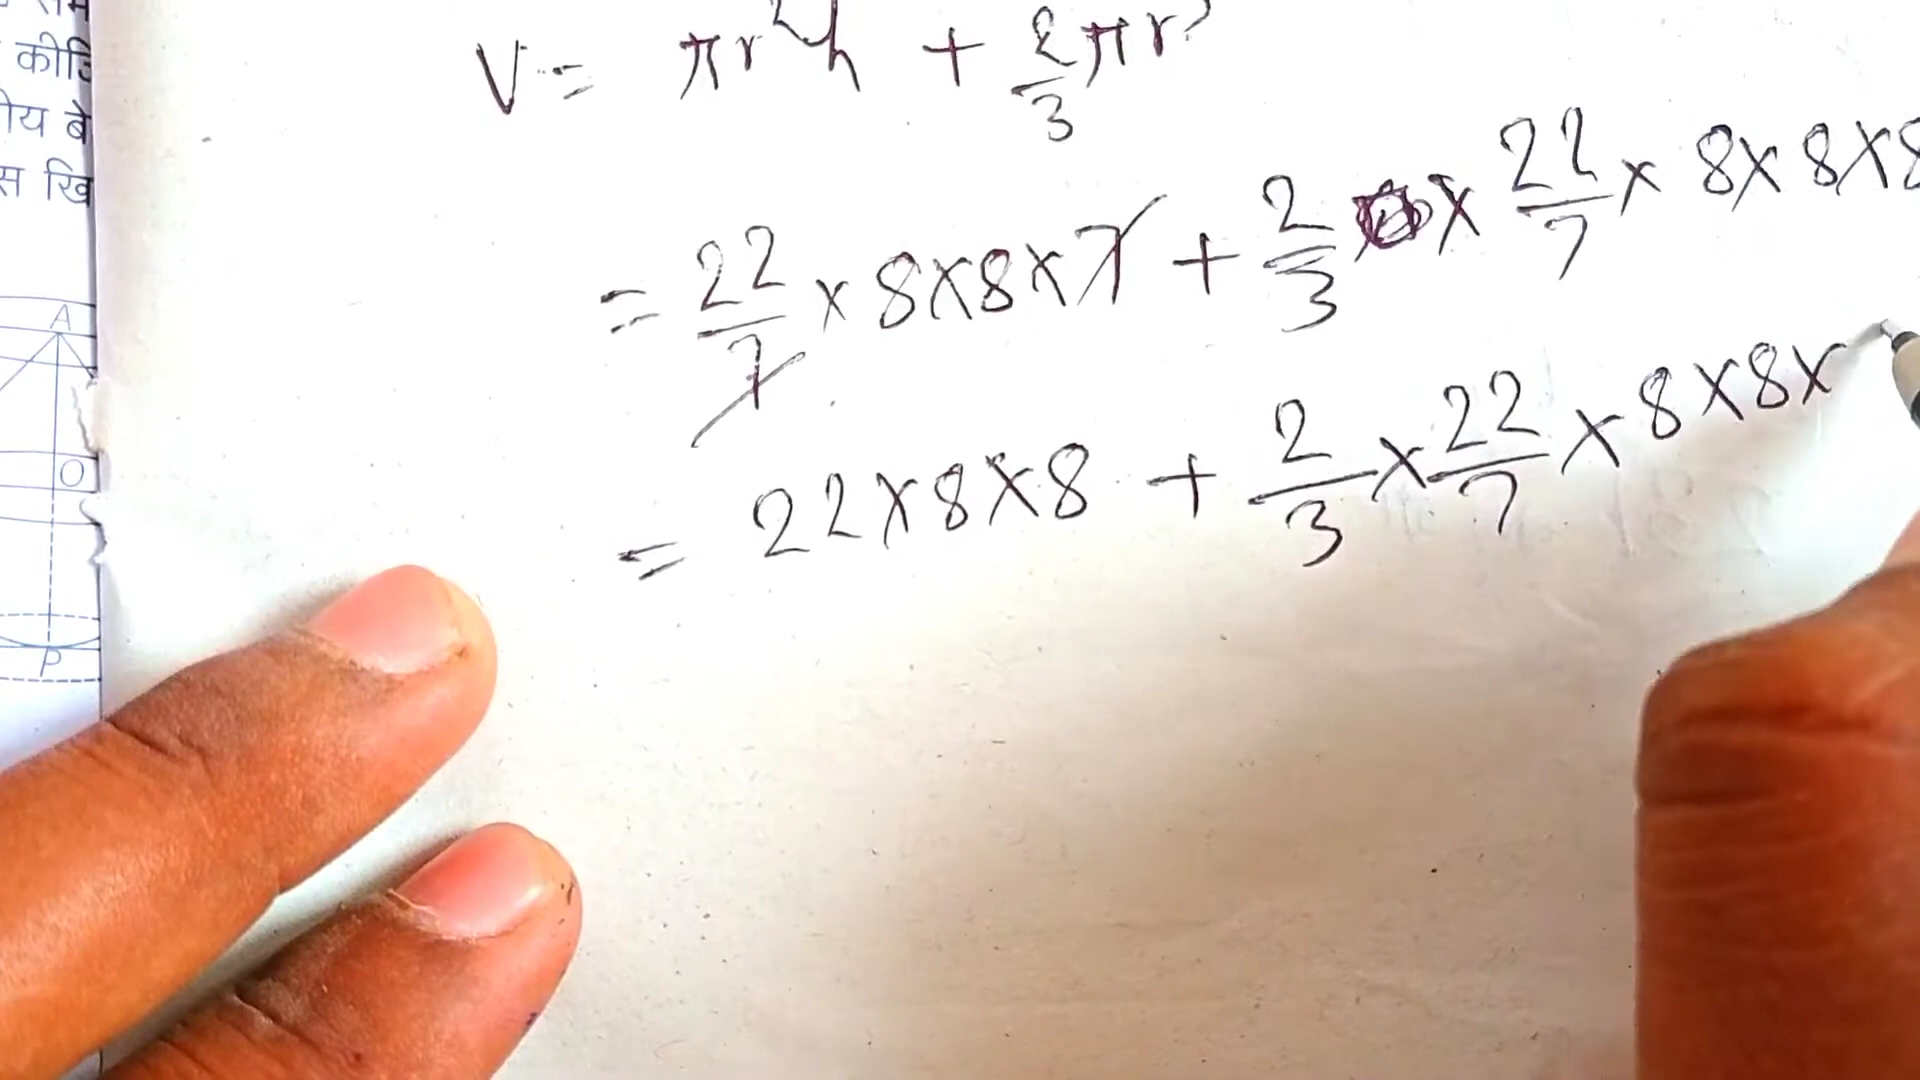 कीजि
ीय बे
स खि
A
O
P
V = πr²h + 2/3 πr³
= 22/7 × 8×8×7 + 2/3 × 22/7 × 8×8×8
= 22×8×8 + 2/3 × 22/7 × 8×8×